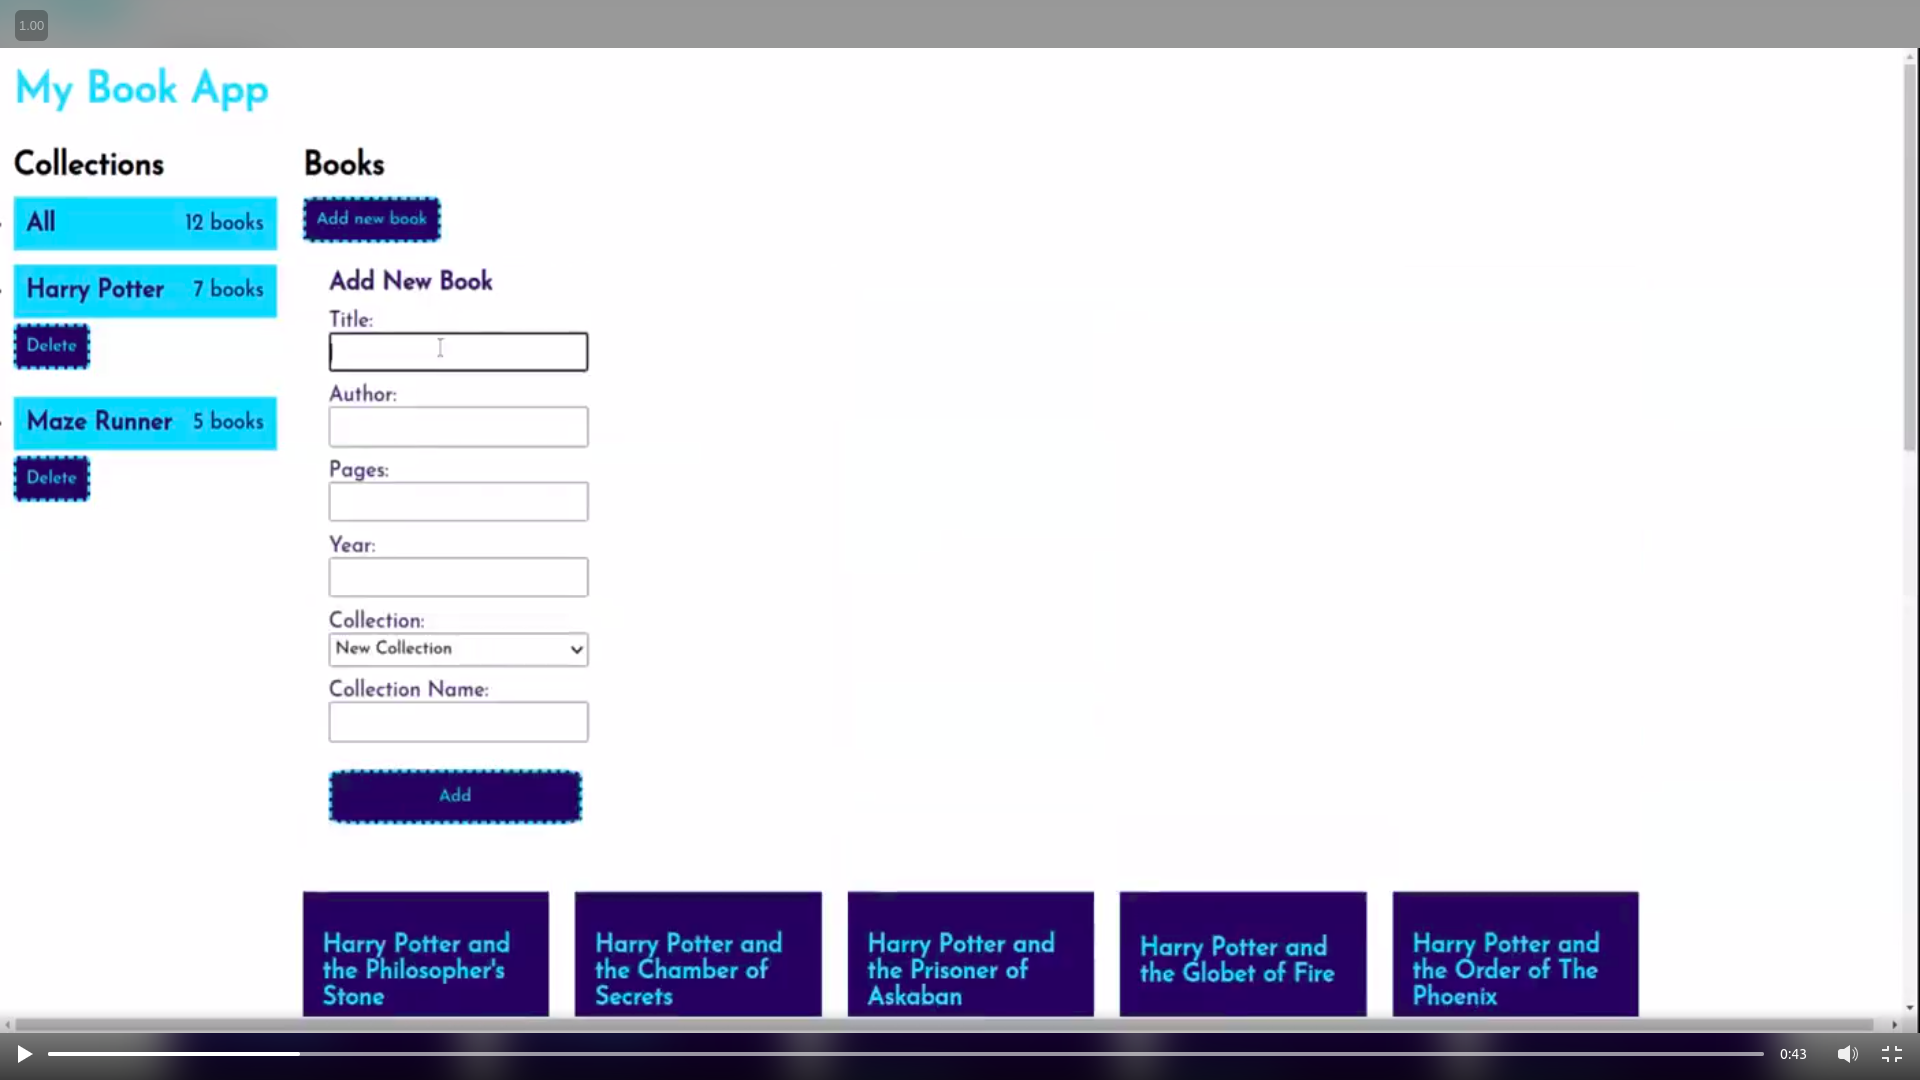 1.00
My Book App
Collections
All 12 books
Harry Potter 7 books
Delete
Maze Runner 5 books
Delete
Books
Add new book
Add New Book
Title:
Author:
Pages:
Year:
Collection:
New Collection
Collection Name:
Add
Harry Potter and
the Philosopher's
Stone
Harry Potter and
the Chamber of
Secrets
Harry Potter and
the Prisoner of
Askaban
Harry Potter and
the Globet of Fire
Harry Potter and
the Order of The
Phoenix
0:43